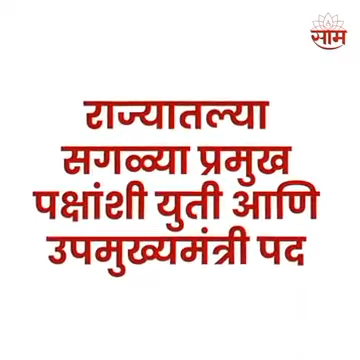 साम
राज्यातल्या
सगळ्या प्रमुख
पक्षांशी युती आणि
उपमुख्यमंत्री पद